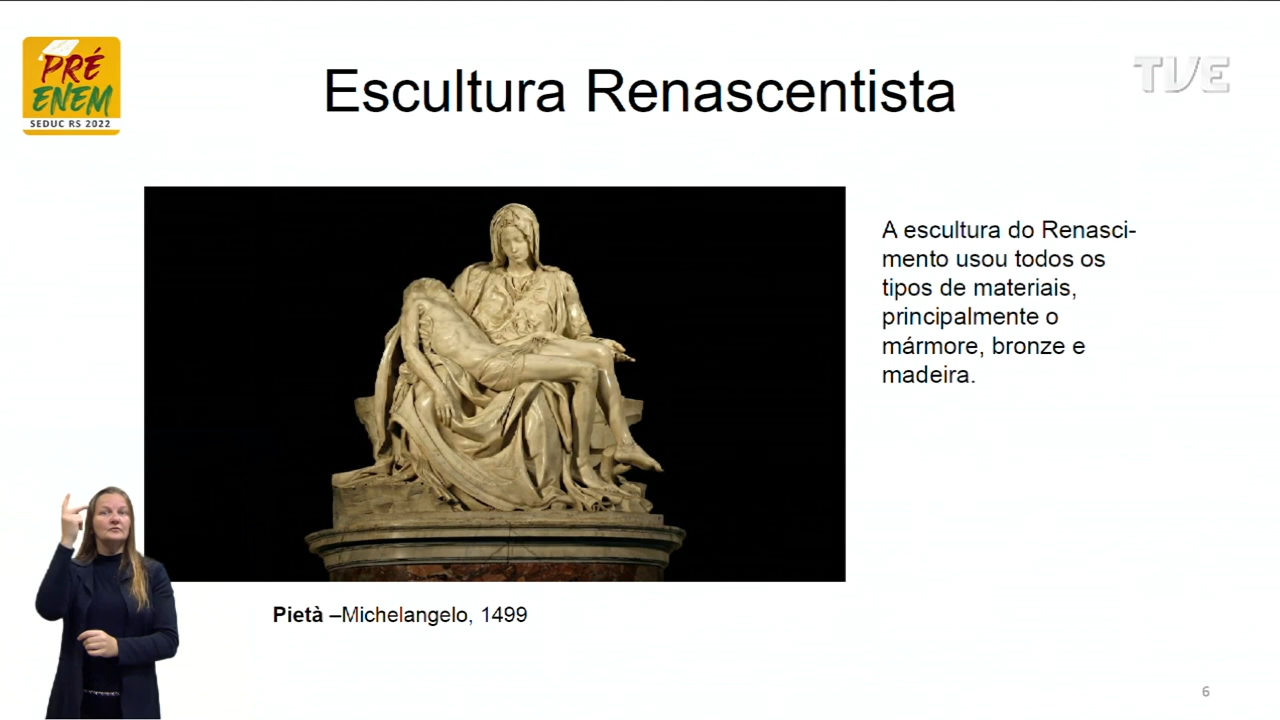 PRÉ
ENEM
SEDUC RS 2022
TVE
Escultura Renascentista
A escultura do Renasci-
mento usou todos os
tipos de materiais,
principalmente o
mármore, bronze e
madeira.
Pietà –Michelangelo, 1499
6